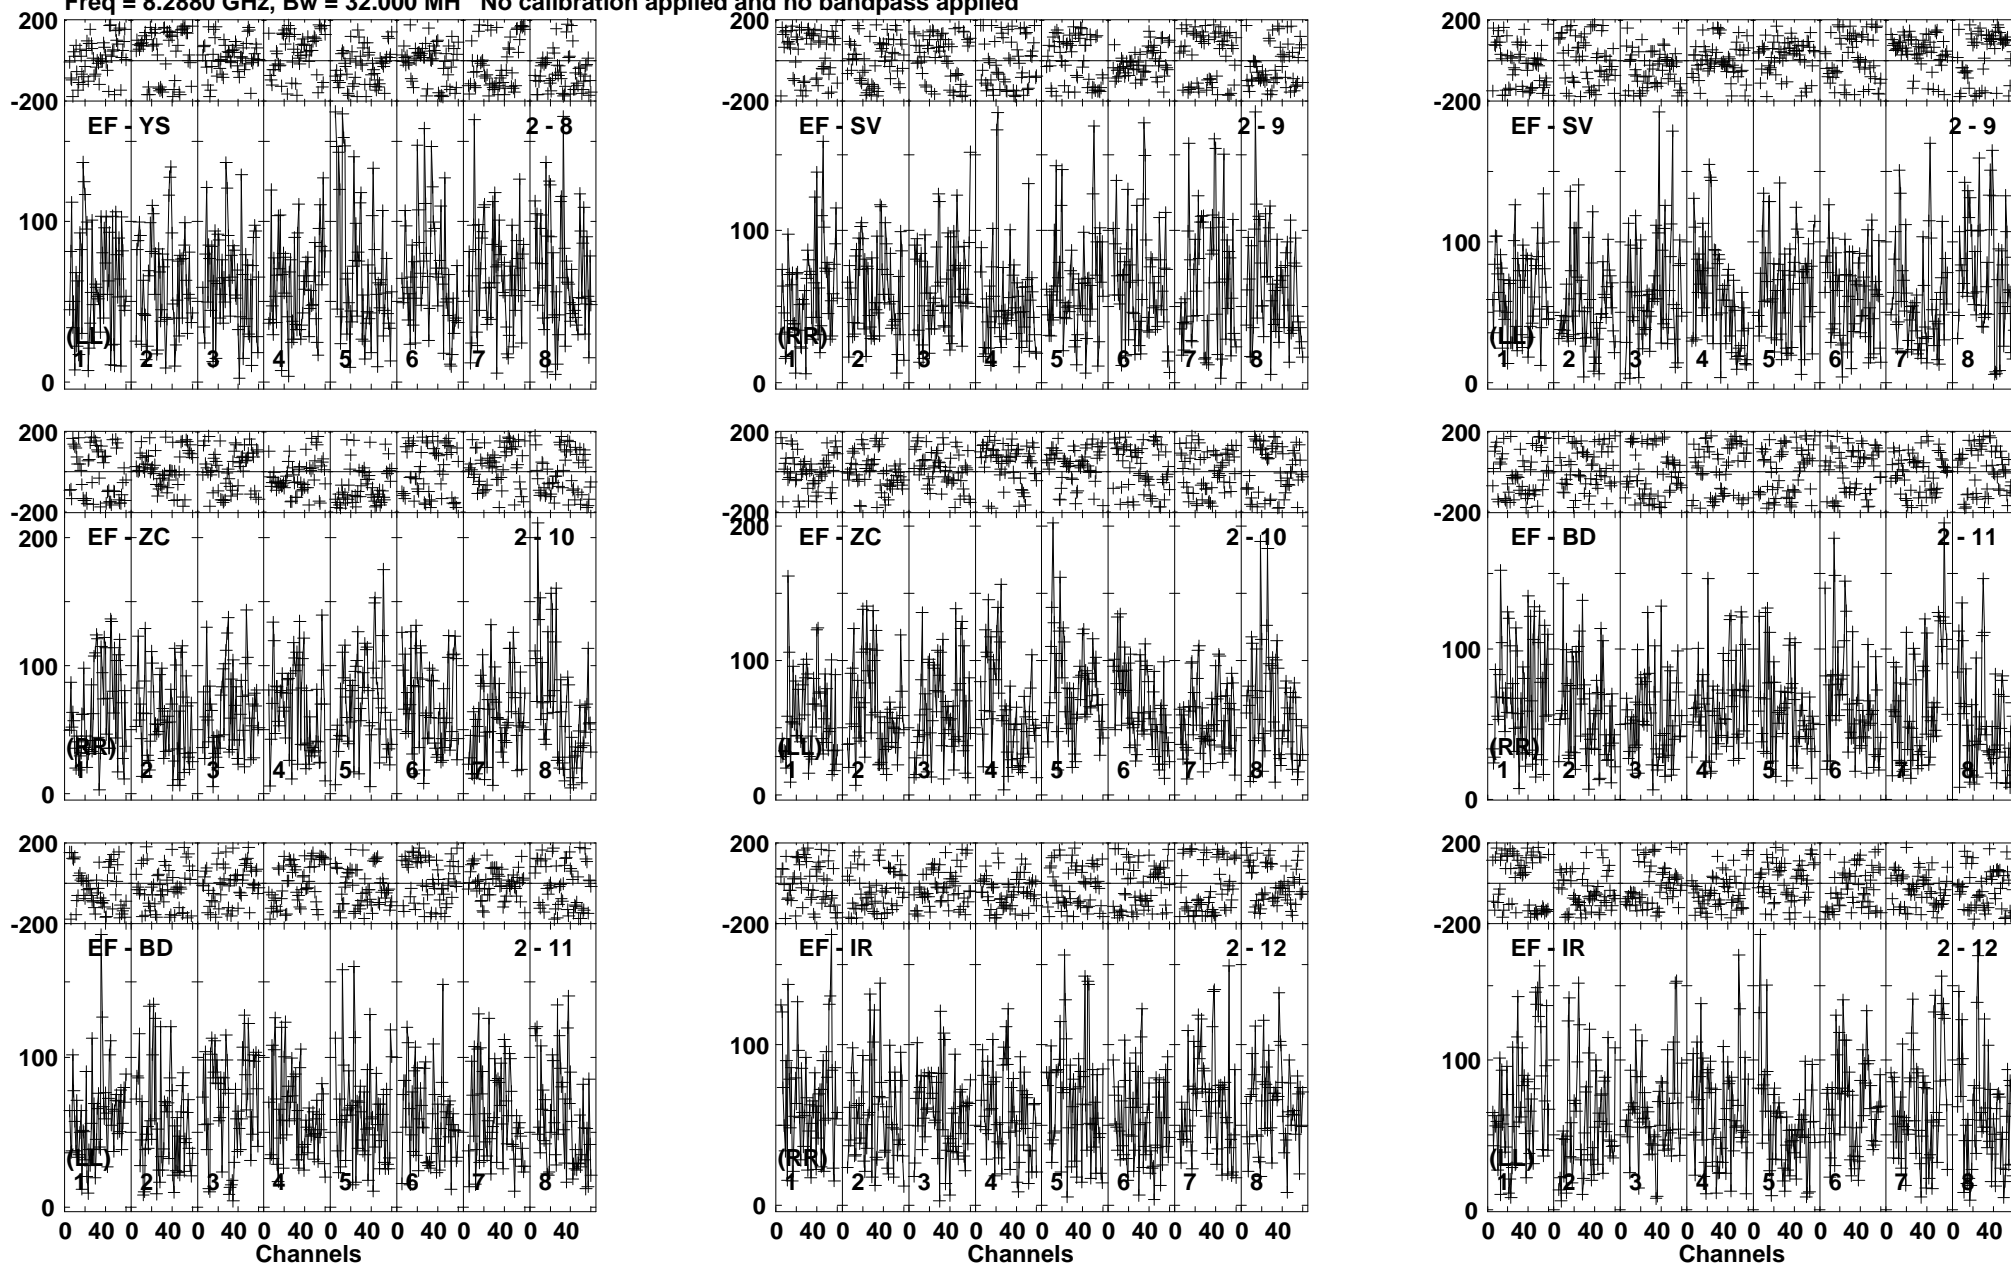 Freq = 8.2880 GHz, Bw = 32.000 MH No calibration applied and no bandpass applied
200 200 200
-200 -200 -200
EF - YS 2 - 8 EF - SV 2 - 9 EF - SV 2 - 9
100 100 100
(LL) (RR) (LL)
1 2 3 4 5 6 7 8 1 2 3 4 5 6 7 8 1 2 3 4 5 6 7 8
0 0 0
200 200 200
-200 -200 -200
200 200
EF - ZC 2 - 10 EF - ZC 2 - 10 EF - BD 2 - 11
100 100 100
(RR) (LL) (RR)
1 2 3 4 5 6 7 8 1 2 3 4 5 6 7 8 1 2 3 4 5 6 7 8
0 0 0
200 200 200
-200 -200 -200
EF - BD 2 - 11 EF - IR 2 - 12 EF - IR 2 - 12
100 100 100
(LL) (RR) (LL)
1 2 3 4 5 6 7 8 1 2 3 4 5 6 7 8 1 2 3 4 5 6 7 8
0 0 0
0 40 0 40 0 40 0 40 0 40 0 40 0 40 0 40 0 40 0 40 0 40 0 40 0 40 0 40 0 40 0 40 0 40 0 40 0 40 0 40 0 40 0 40 0 40 0 40
Channels Channels